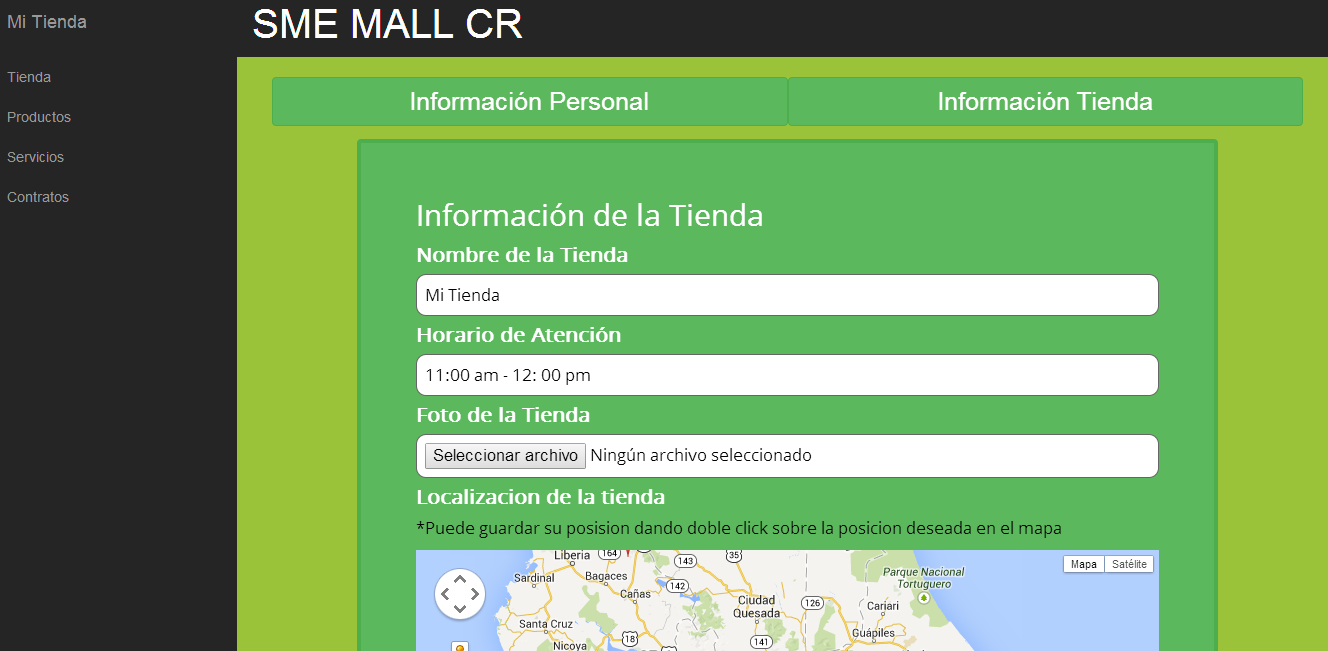 Mi Tienda
Tienda
Productos
Servicios
Contratos
SME MALL CR
Información Personal
Información Tienda
Información de la Tienda
Nombre de la Tienda
Mi Tienda
Horario de Atención
11:00 am - 12: 00 pm
Foto de la Tienda
Seleccionar archivo Ningún archivo seleccionado
Localizacion de la tienda
*Puede guardar su posision dando doble click sobre la posicion deseada en el mapa
Mapa Satélite
Liberia
164
143
35
Parque Nacional
Tortuguero
Sardinal
Bagaces
142
Cañas
Ciudad
Quesada
126
Cariari
Santa Cruz
Guápiles
18
141
Nicoya